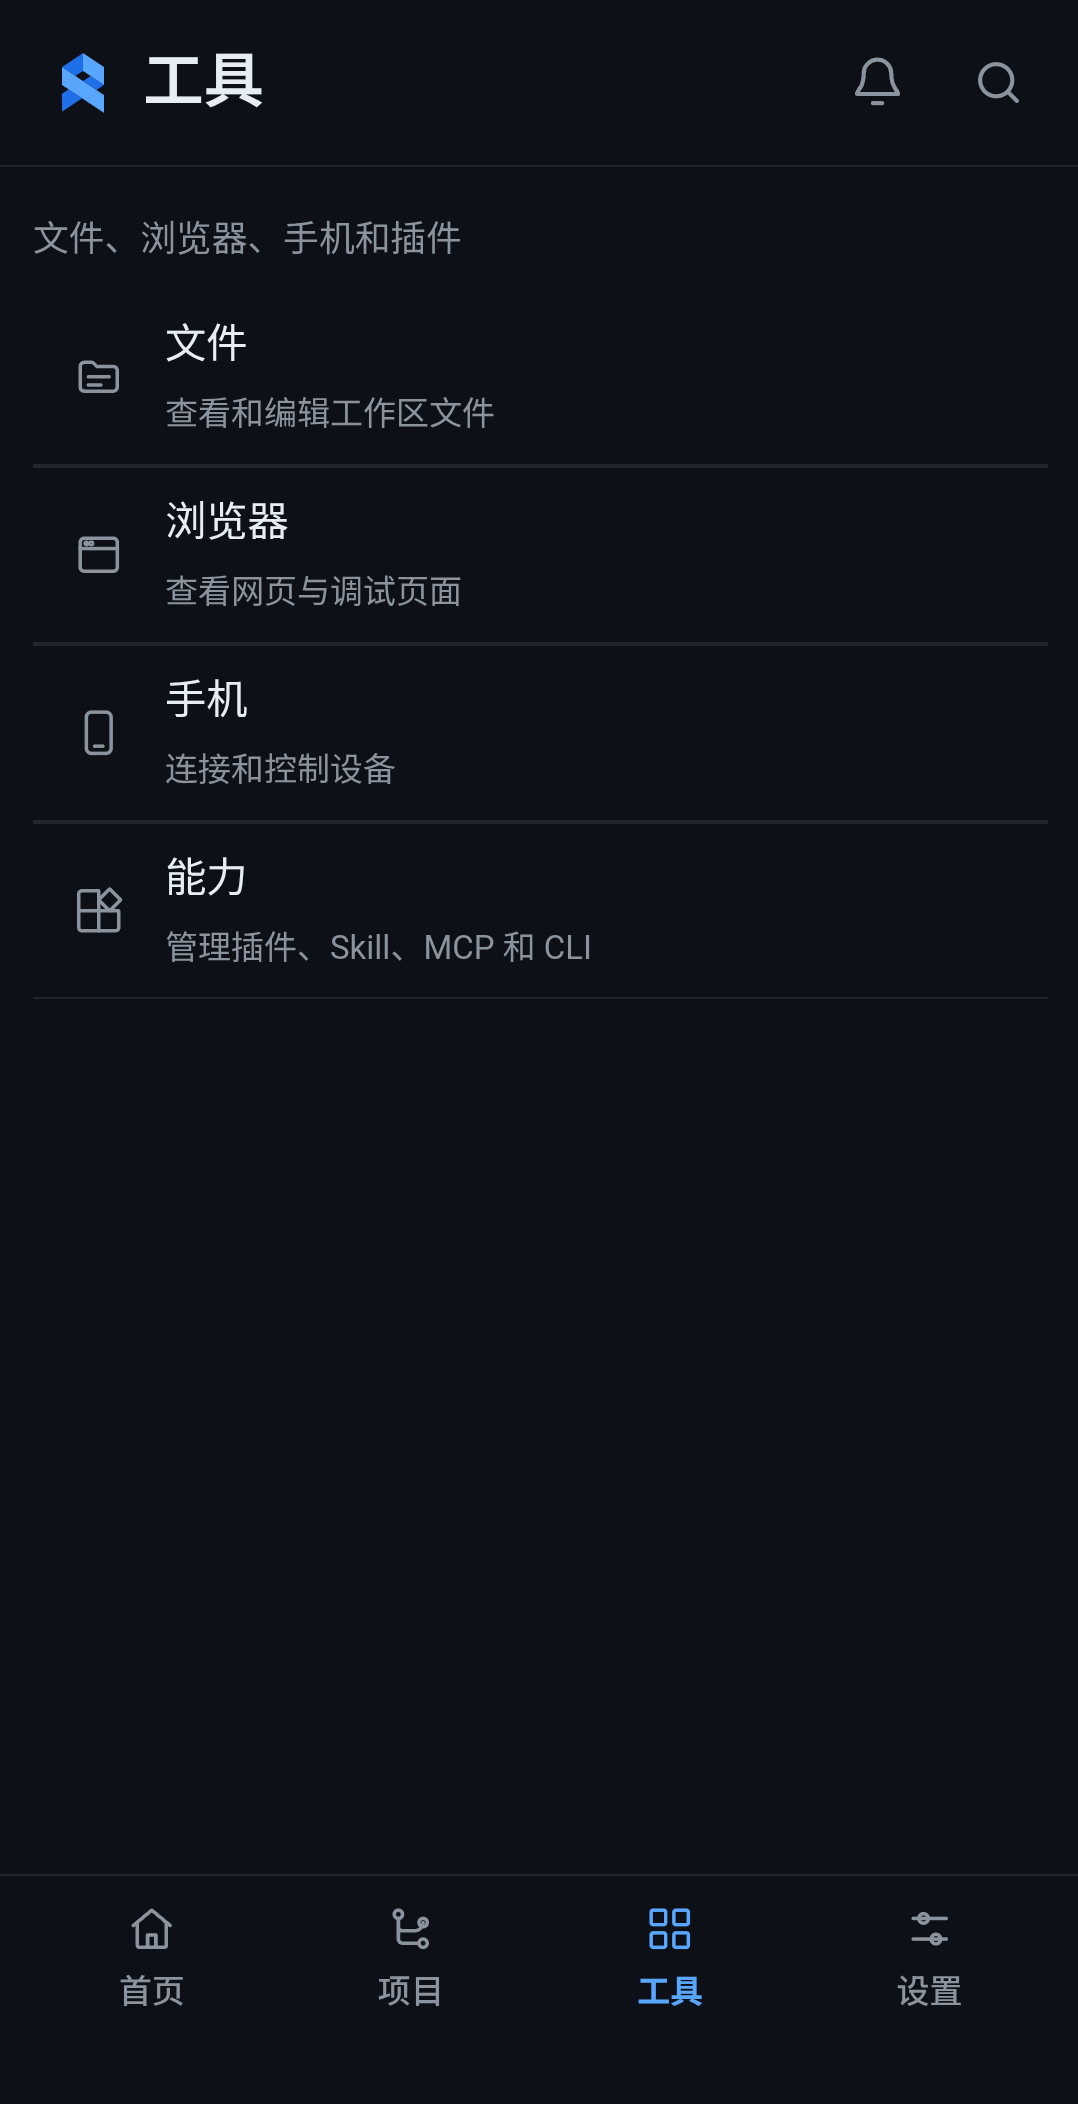 工具
文件、浏览器、手机和插件
文件
查看和编辑工作区文件
浏览器
查看网页与调试页面
手机
连接和控制设备
能力
管理插件、Skill、MCP 和 CLI
首页
项目
工具
设置